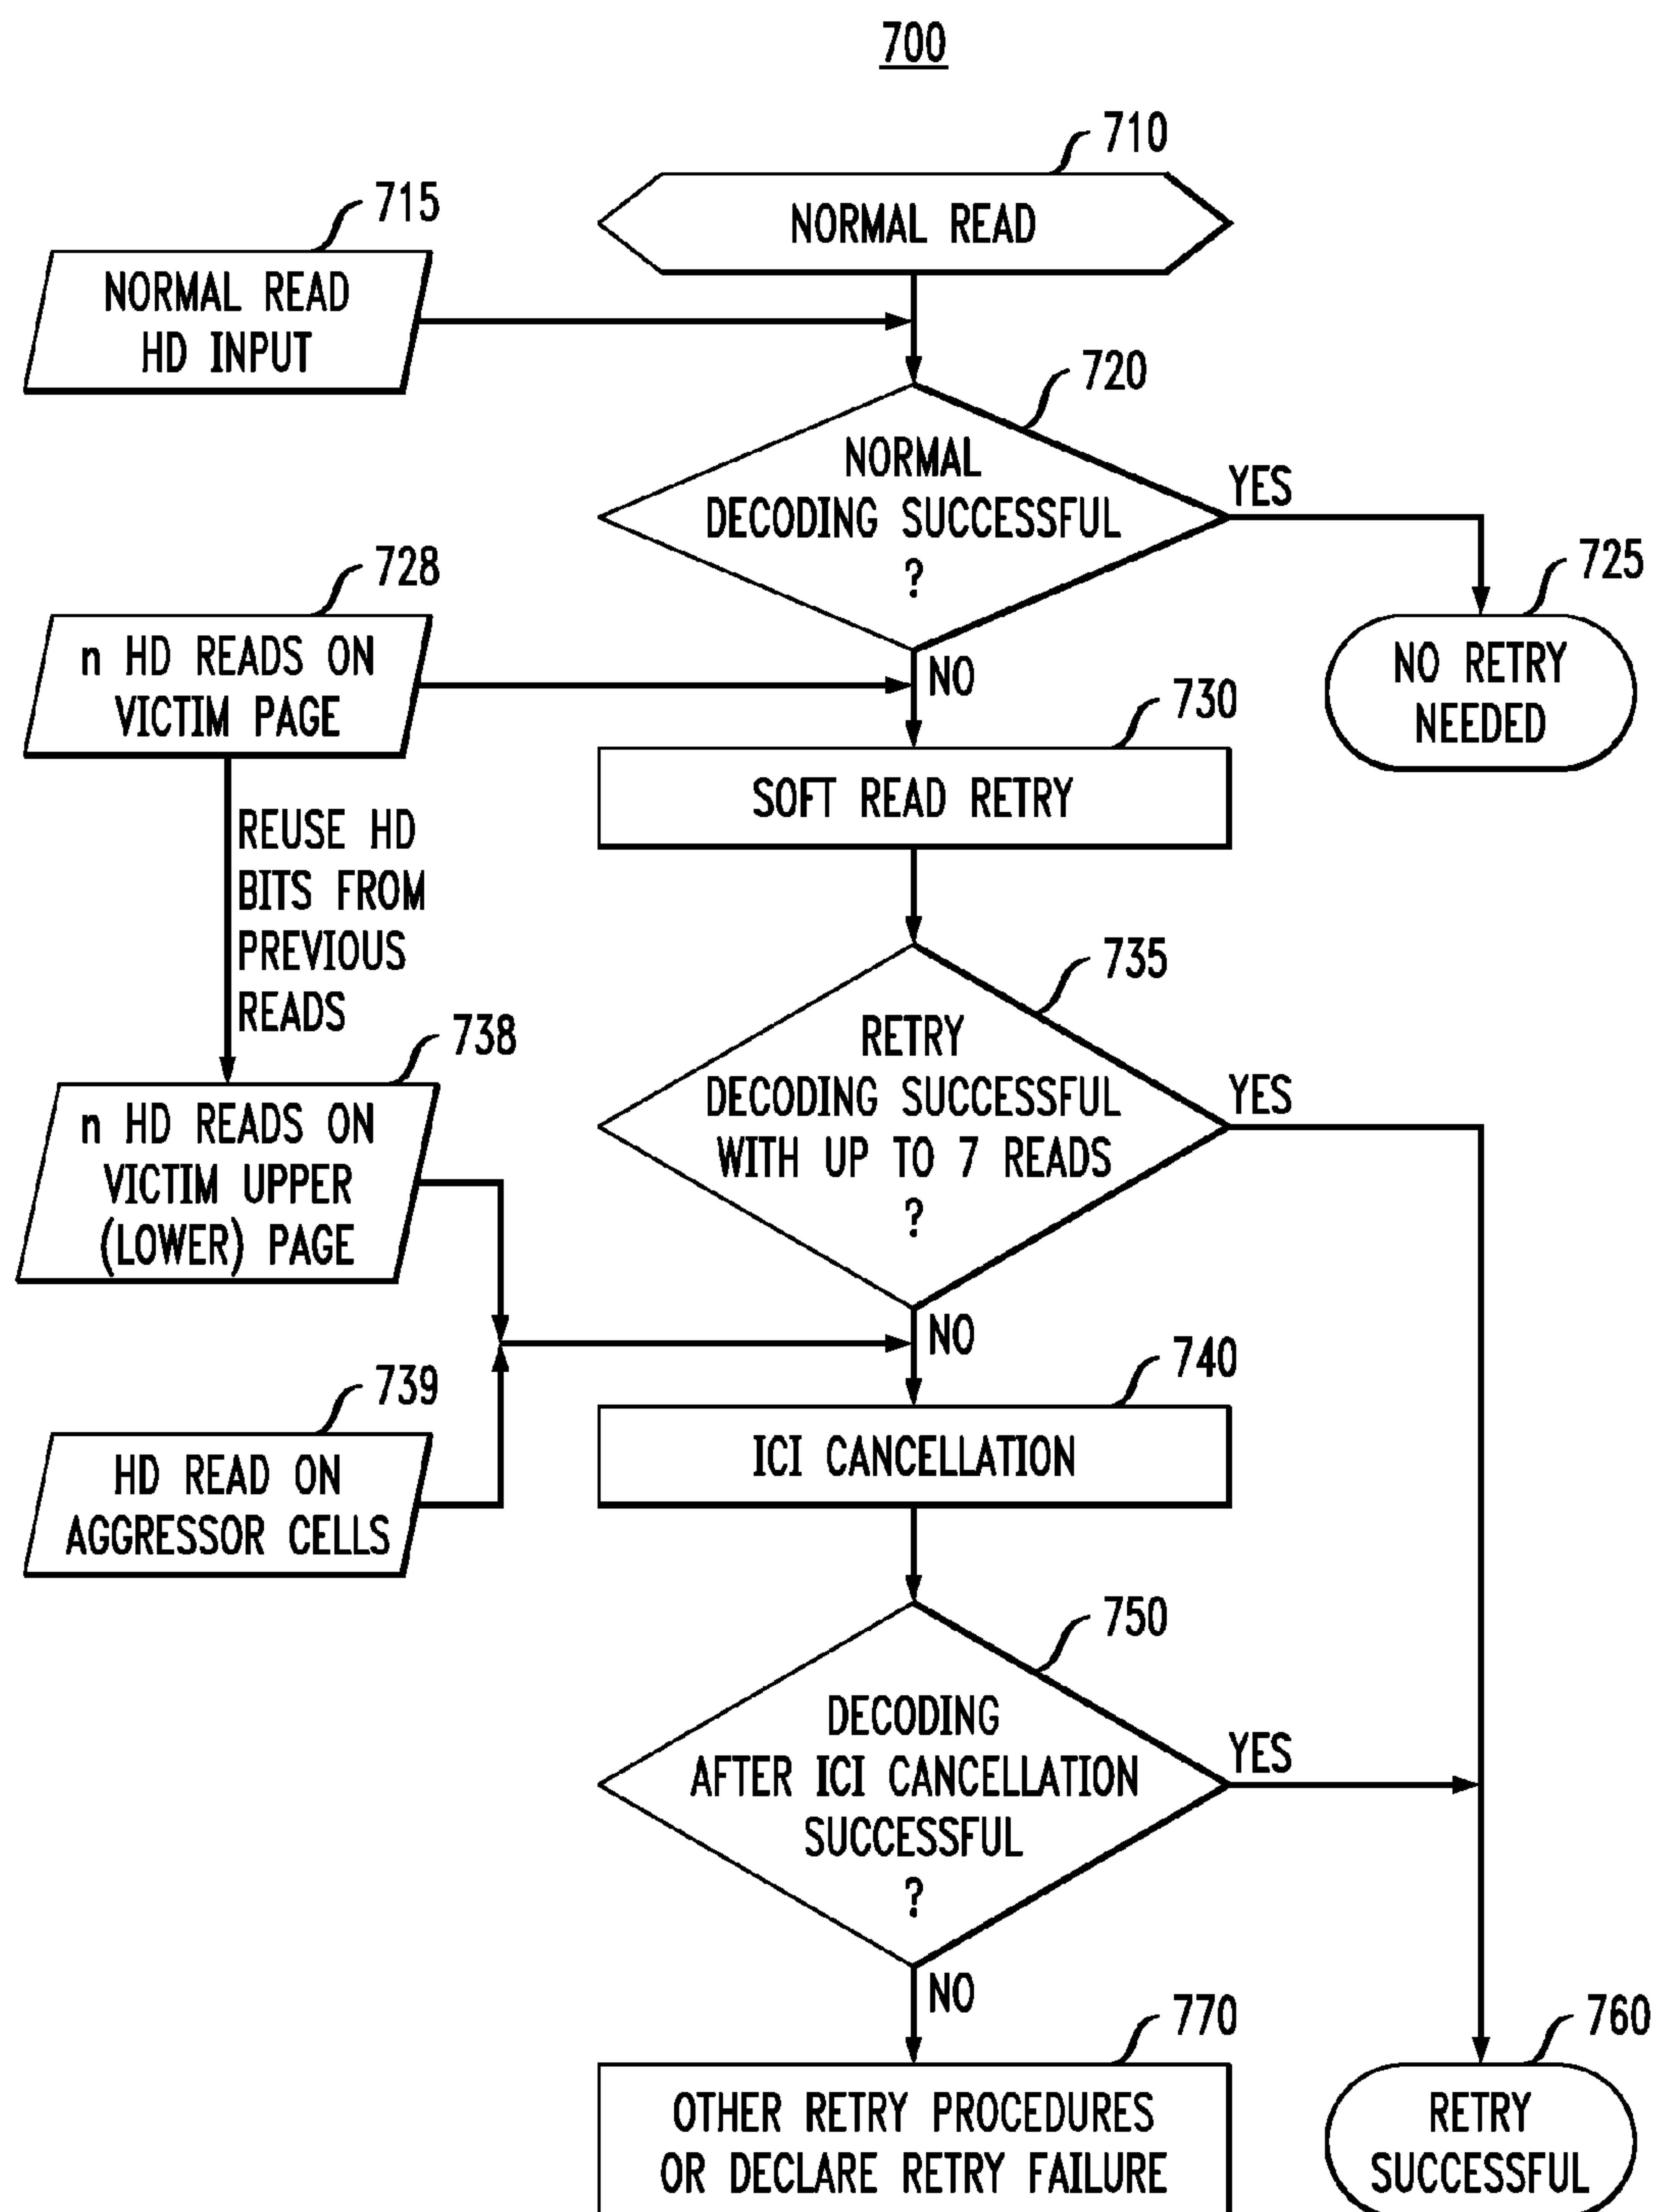 700
710
NORMAL READ
715
NORMAL READ
HD INPUT
720
NORMAL
DECODING SUCCESSFUL
?
YES
NO
725
NO RETRY
NEEDED
728
n HD READS ON
VICTIM PAGE
730
SOFT READ RETRY
REUSE HD
BITS FROM
PREVIOUS
READS
735
RETRY
DECODING SUCCESSFUL
WITH UP TO 7 READS
?
YES
NO
738
n HD READS ON
VICTIM UPPER
(LOWER) PAGE
739
HD READ ON
AGGRESSOR CELLS
740
ICI CANCELLATION
750
DECODING
AFTER ICI CANCELLATION
SUCCESSFUL
?
YES
NO
770
OTHER RETRY PROCEDURES
OR DECLARE RETRY FAILURE
760
RETRY
SUCCESSFUL